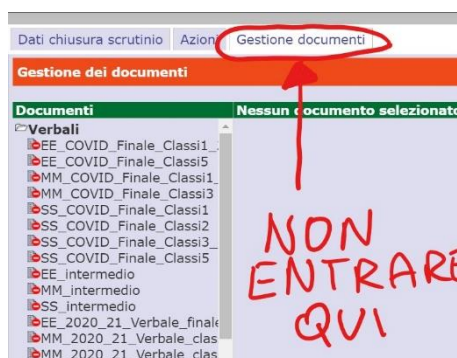 Dati chiusura scrutinio Azioni Gestione documenti
Gestione dei documenti
Documenti Nessun documento selezionato
Verbali
EE_COVID_Finale_Classi1_
EE_COVID_Finale_Classi5
MM_COVID_Finale_Classi1_
MM_COVID_Finale_Classi3
SS_COVID_Finale_Classi1
SS_COVID_Finale_Classi2
SS_COVID_Finale_Classi3_
SS_COVID_Finale_Classi5
EE_intermedio
MM_intermedio
SS_intermedio
EE_2020_21_Verbale_finale
MM_2020_21_Verbale_clas
NON
ENTRARE
QUI